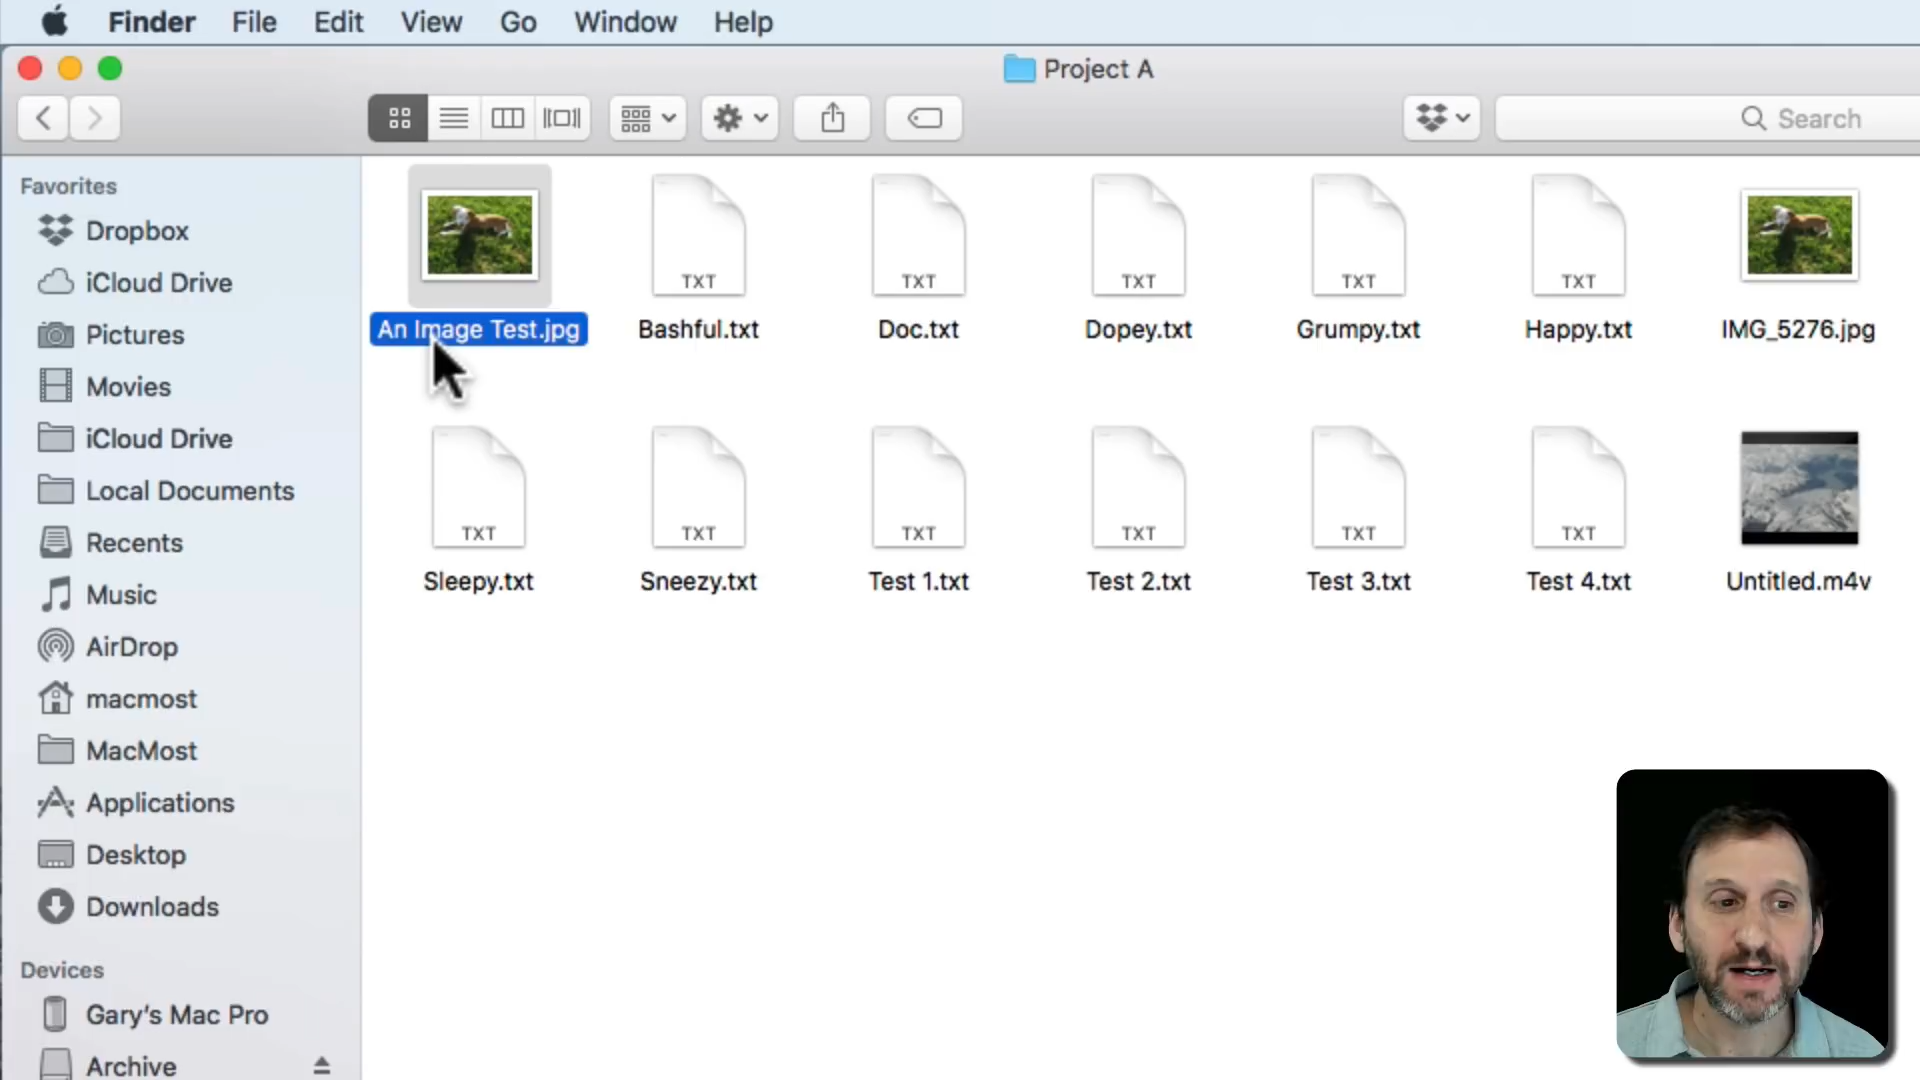 Finder File Edit View Go Window Help
Project A
Search
Favorites
Dropbox
iCloud Drive
Pictures
Movies
iCloud Drive
Local Documents
Recents
Music
AirDrop
macmost
MacMost
Applications
Desktop
Downloads
Devices
Gary's Mac Pro
Archive
TXT TXT TXT TXT TXT
An Image Test.jpg Bashful.txt Doc.txt Dopey.txt Grumpy.txt Happy.txt IMG_5276.jpg
TXT TXT TXT TXT TXT TXT
Sleepy.txt Sneezy.txt Test 1.txt Test 2.txt Test 3.txt Test 4.txt Untitled.m4v